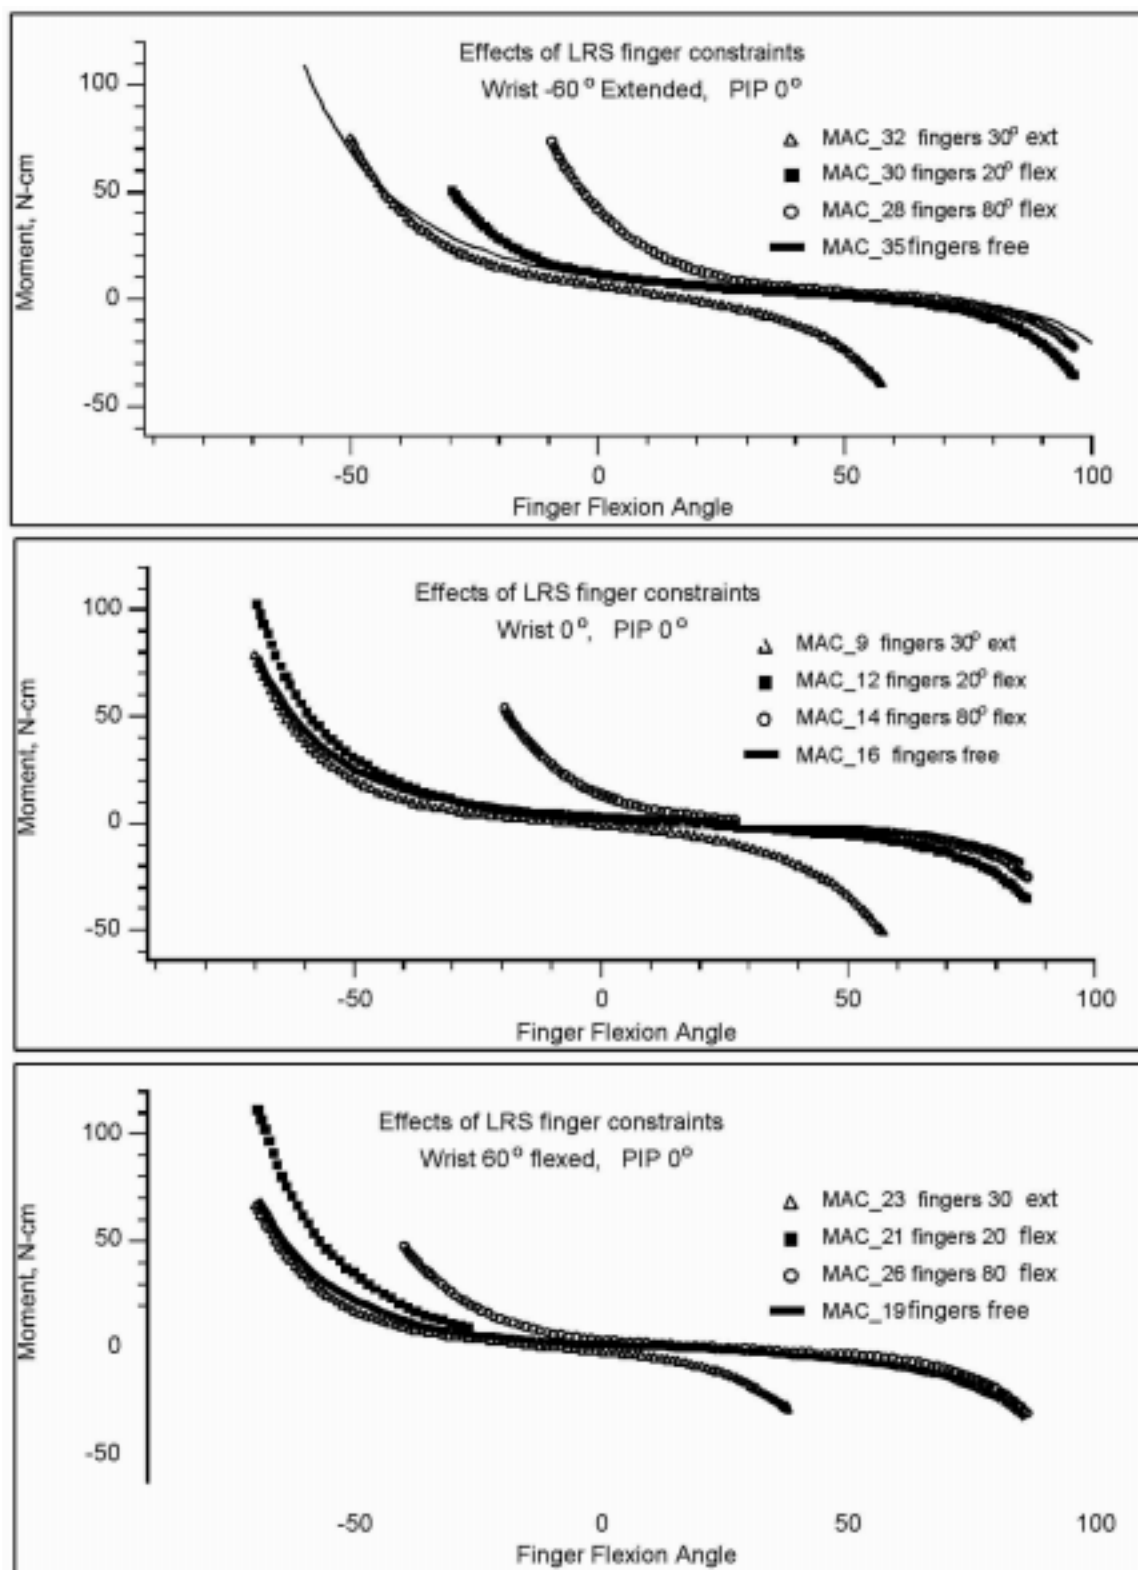 Effects of LRS finger constraints
Wrist -60° Extended, PIP 0°
MAC_32 fingers 30° ext
MAC_30 fingers 20° flex
MAC_28 fingers 80° flex
MAC_35 fingers free
Moment, N-cm
100
50
0
-50
-50 0 50 100
Finger Flexion Angle
Effects of LRS finger constraints
Wrist 0°, PIP 0°
MAC_9 fingers 30° ext
MAC_12 fingers 20° flex
MAC_14 fingers 80° flex
MAC_16 fingers free
Moment, N-cm
100
50
0
-50
-50 0 50 100
Finger Flexion Angle
Effects of LRS finger constraints
Wrist 60° flexed, PIP 0°
MAC_23 fingers 30 ext
MAC_21 fingers 20 flex
MAC_26 fingers 80 flex
MAC_19 fingers free
Moment, N-cm
100
50
0
-50
-50 0 50 100
Finger Flexion Angle